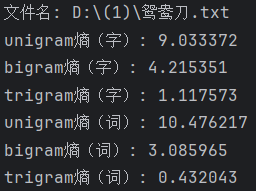 文件名: D:\(1)\鸳鸯刀.txt
unigram熵（字）: 9.033372
bigram熵（字）: 4.215351
trigram熵（字）: 1.117573
unigram熵（词）: 10.476217
bigram熵（词）: 3.085965
trigram熵（词）: 0.432043